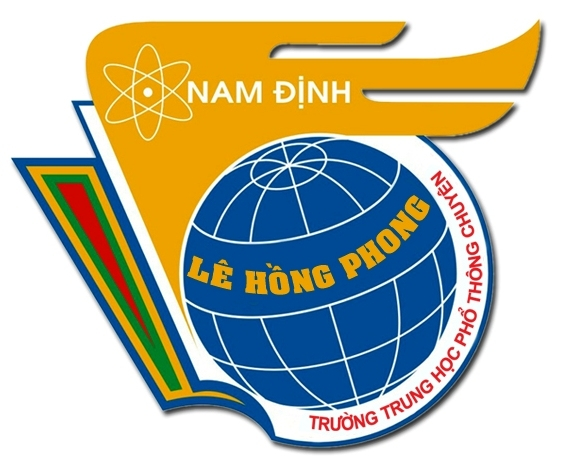 NAM ĐỊNH
LÊ HỒNG PHONG
TRƯỜNG TRUNG HỌC PHỔ THÔNG CHUYÊN